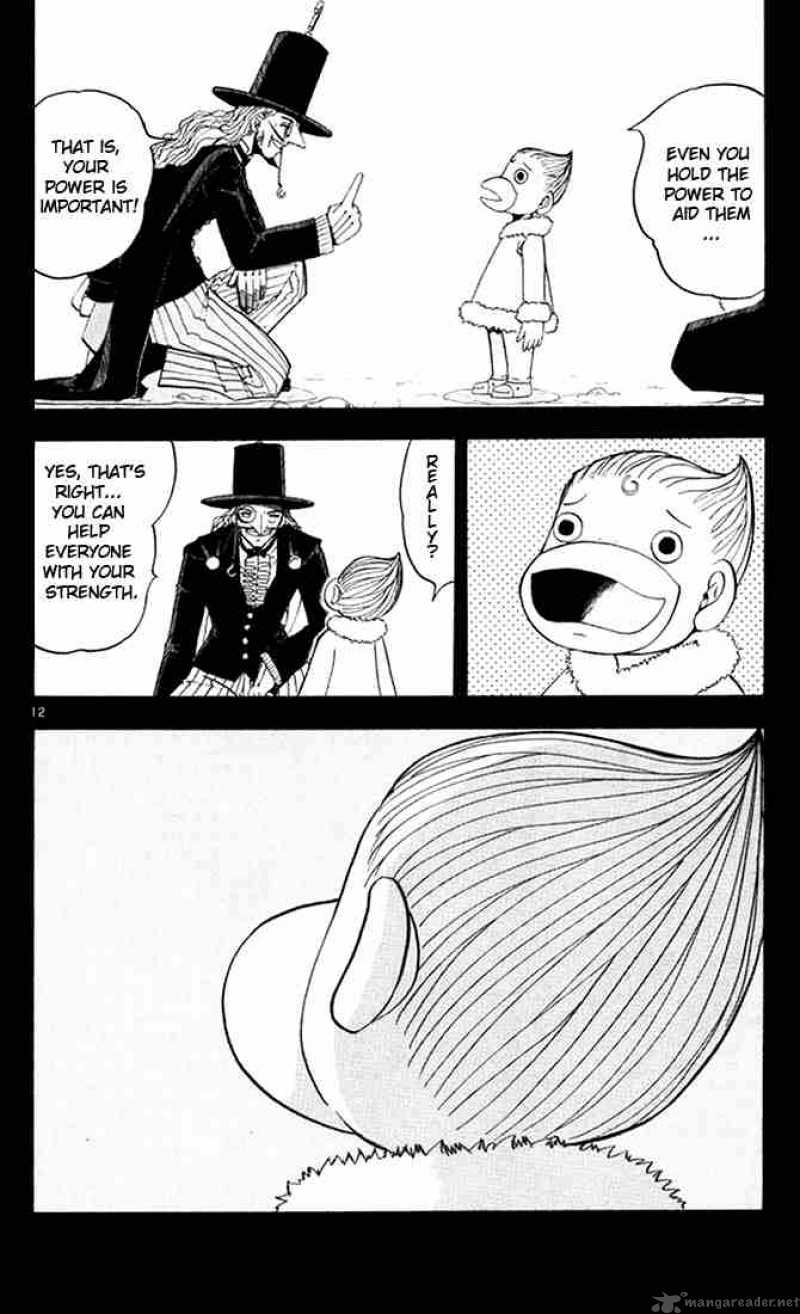 EVEN YOU
HOLD THE
POWER TO
AID THEM
...
THAT IS,
YOUR
POWER IS
IMPORTANT!
REALLY?
YES, THAT'S
RIGHT...
YOU CAN
HELP
EVERYONE
WITH YOUR
STRENGTH.
12
mangareader.net